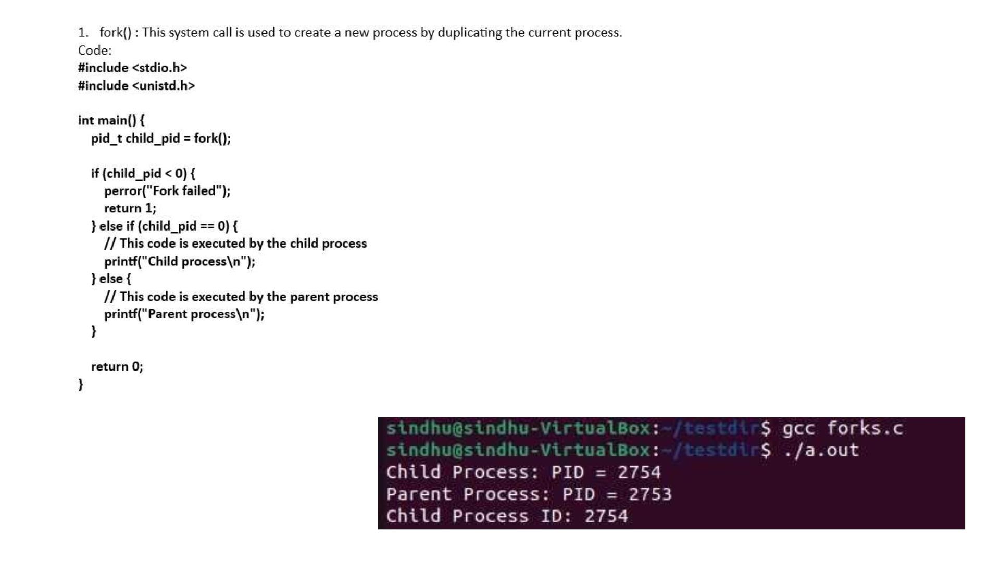 1. fork() : This system call is used to create a new process by duplicating the current process.
Code:
#include <stdio.h>
#include <unistd.h>
int main() {
pid_t child_pid = fork();
if (child_pid < 0) {
perror("Fork failed");
return 1;
} else if (child_pid == 0) {
// This code is executed by the child process
printf("Child process\n");
} else {
// This code is executed by the parent process
printf("Parent process\n");
}
return 0;
}
sindhu@sindhu-VirtualBox:~/testdir$ gcc forks.c
sindhu@sindhu-VirtualBox:~/testdir$ ./a.out
Child Process: PID = 2754
Parent Process: PID = 2753
Child Process ID: 2754